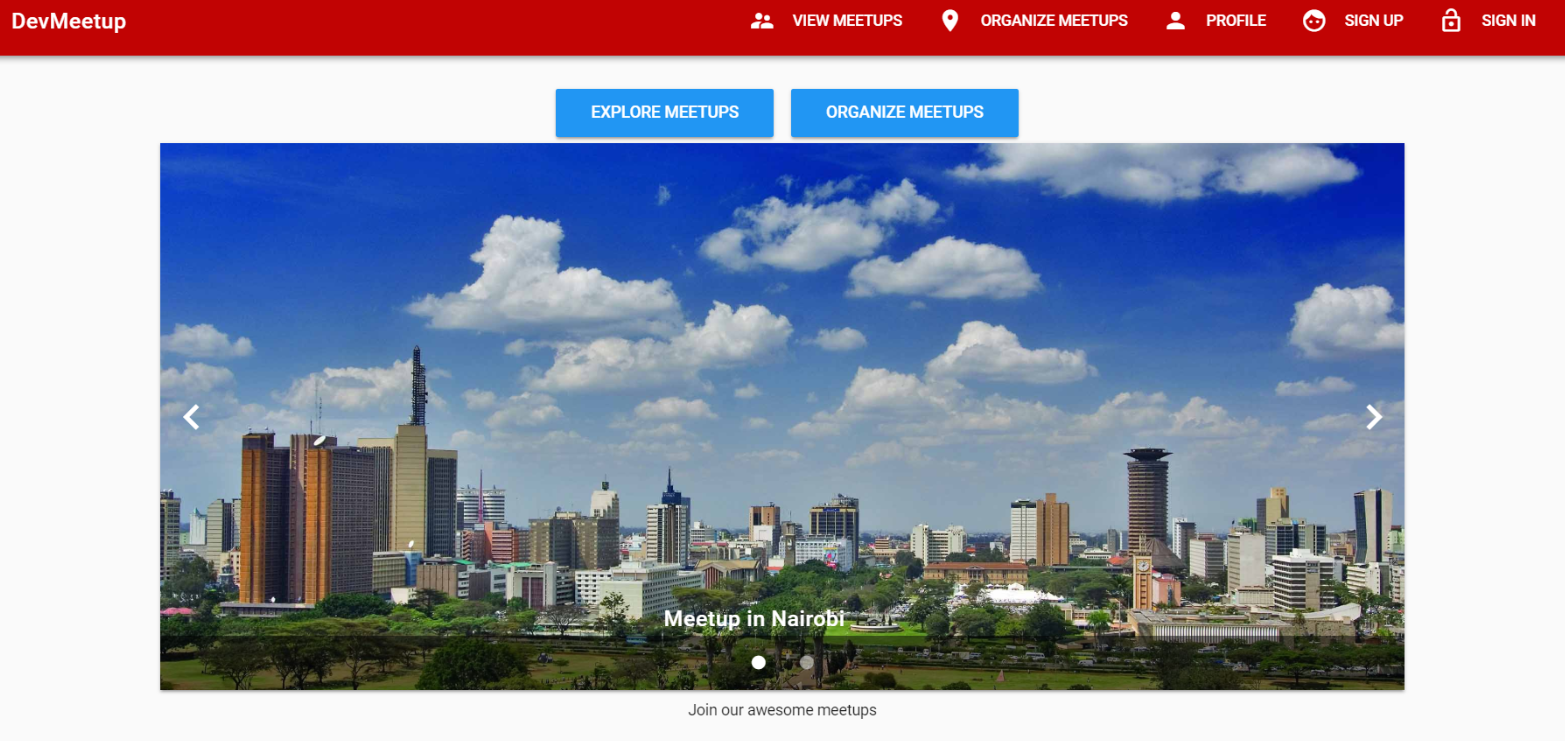 DevMeetup
VIEW MEETUPS
ORGANIZE MEETUPS
PROFILE
SIGN UP
SIGN IN
EXPLORE MEETUPS
ORGANIZE MEETUPS
Meetup in Nairobi
Join our awesome meetups